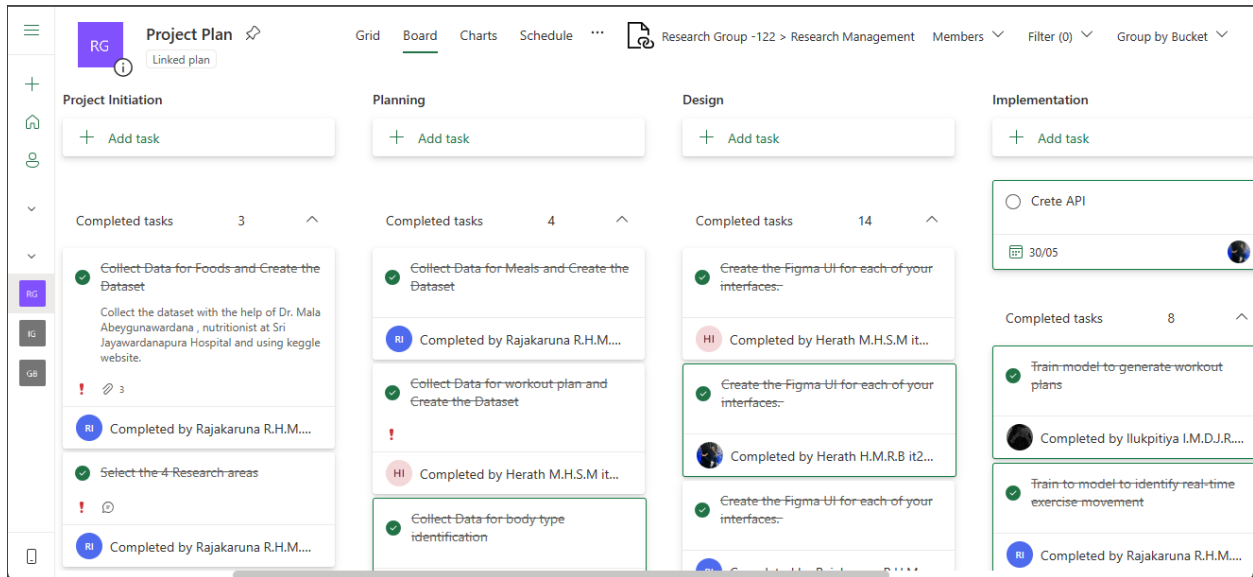 RG
Project Plan
Linked plan
Grid
Board
Charts
Schedule
Research Group -122 > Research Management
Members
Filter (0)
Group by Bucket
RG
IG
GB
Project Initiation
Add task
Completed tasks 3
Collect Data for Foods and Create the
Dataset
Collect the dataset with the help of Dr. Mala
Abeygunawardana , nutritionist at Sri
Jayawardanapura Hospital and using keggle
website.
3
RI
Completed by Rajakaruna R.H.M....
Select the 4 Research areas
RI
Completed by Rajakaruna R.H.M....
Planning
Add task
Completed tasks 4
Collect Data for Meals and Create the
Dataset
RI
Completed by Rajakaruna R.H.M....
Collect Data for workout plan and
Create the Dataset
HI
Completed by Herath M.H.S.M it...
Collect Data for body type
identification
Design
Add task
Completed tasks 14
Create the Figma UI for each of your
interfaces.
HI
Completed by Herath M.H.S.M it...
Create the Figma UI for each of your
interfaces.
Completed by Herath H.M.R.B it2...
Create the Figma UI for each of your
interfaces.
Implementation
Add task
Crete API
30/05
Completed tasks 8
Train model to generate workout
plans
Completed by Ilukpitiya I.M.D.J.R....
Train to model to identify real-time
exercise movement
RI
Completed by Rajakaruna R.H.M....